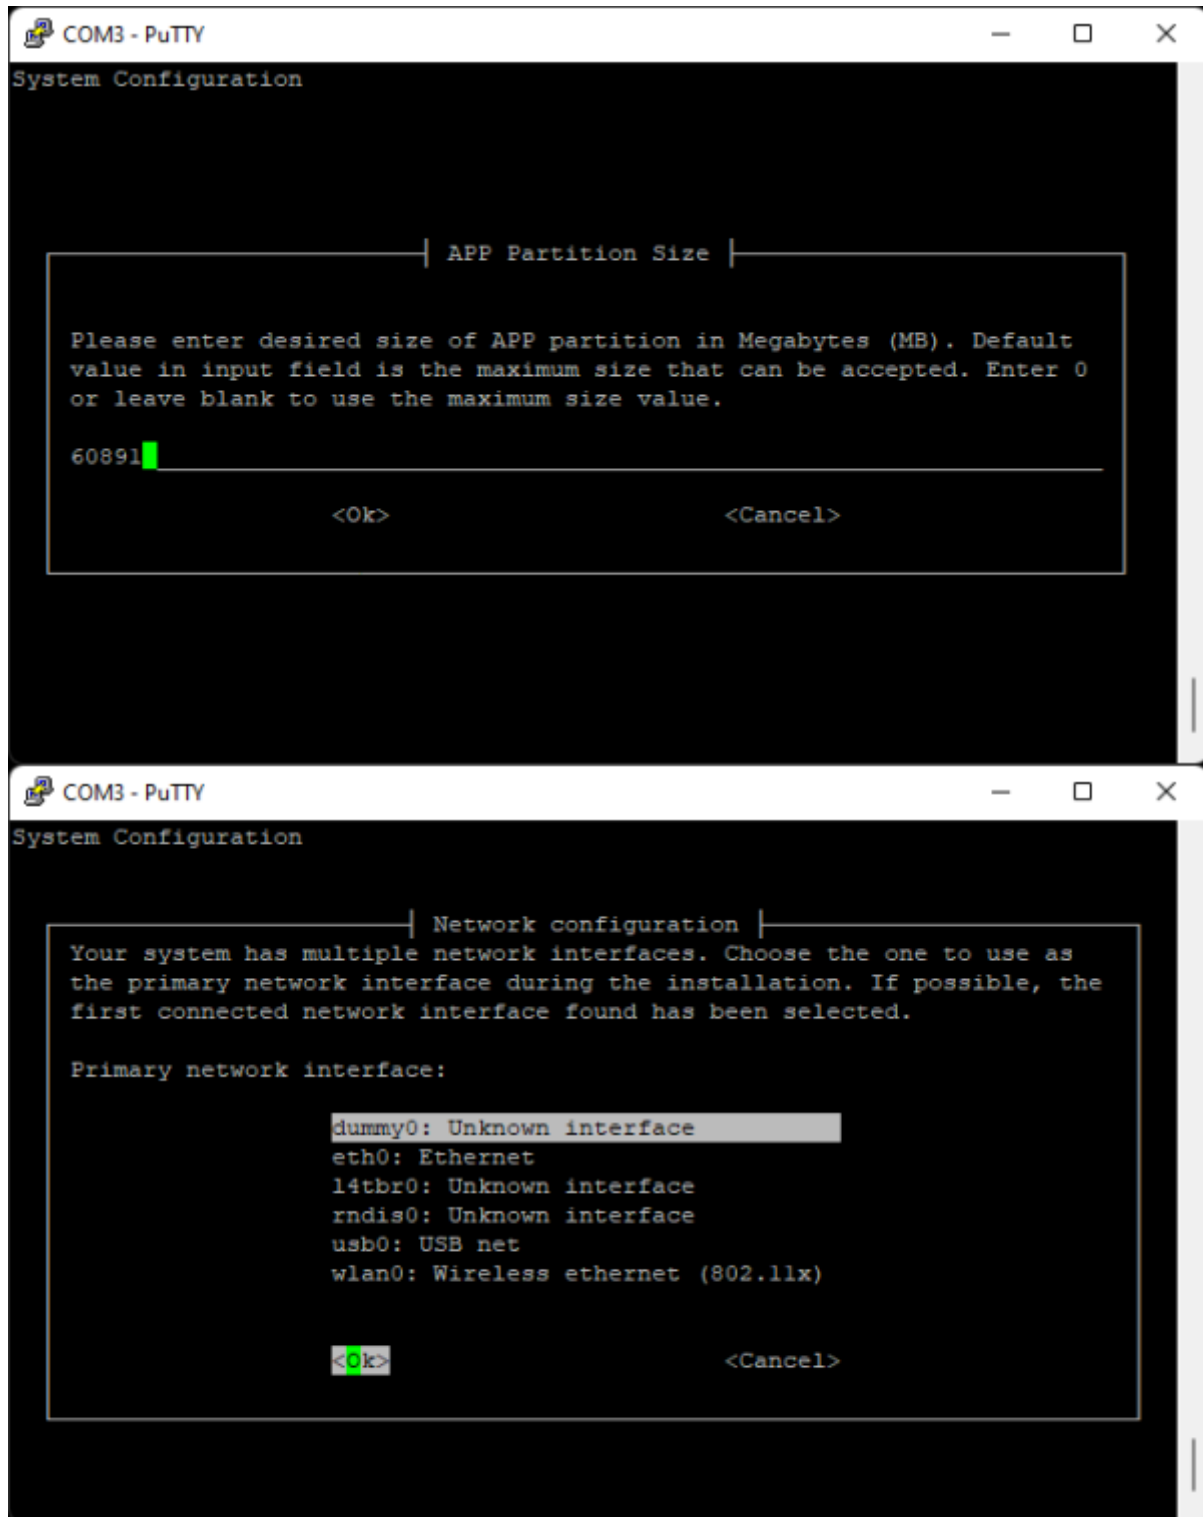 COM3 - PuTTY
System Configuration
APP Partition Size
Please enter desired size of APP partition in Megabytes (MB). Default
value in input field is the maximum size that can be accepted. Enter 0
or leave blank to use the maximum size value.
60891
<Ok> <Cancel>
COM3 - PuTTY
System Configuration
Network configuration
Your system has multiple network interfaces. Choose the one to use as
the primary network interface during the installation. If possible, the
first connected network interface found has been selected.
Primary network interface:
dummy0: Unknown interface
eth0: Ethernet
l4tbr0: Unknown interface
rndis0: Unknown interface
usb0: USB net
wlan0: Wireless ethernet (802.11x)
<Ok> <Cancel>